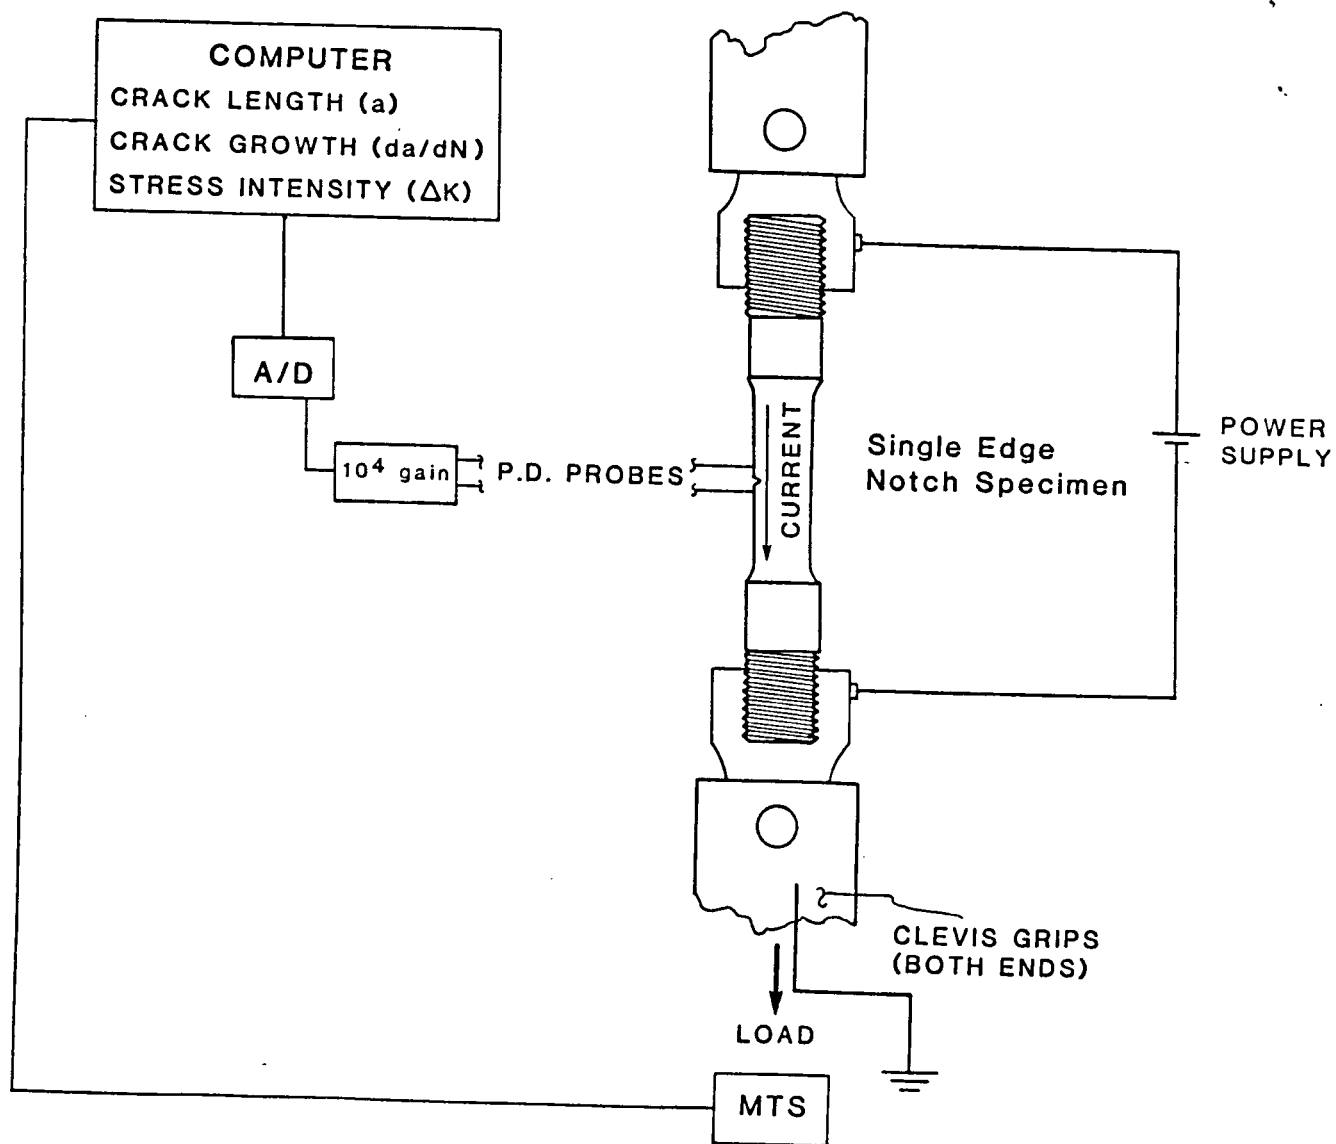 COMPUTER
CRACK LENGTH (a)
CRACK GROWTH (da/dN)
STRESS INTENSITY (ΔK)
A/D
10⁴ gain
P.D. PROBES
CURRENT
Single Edge
Notch Specimen
POWER
SUPPLY
CLEVIS GRIPS
(BOTH ENDS)
LOAD
MTS